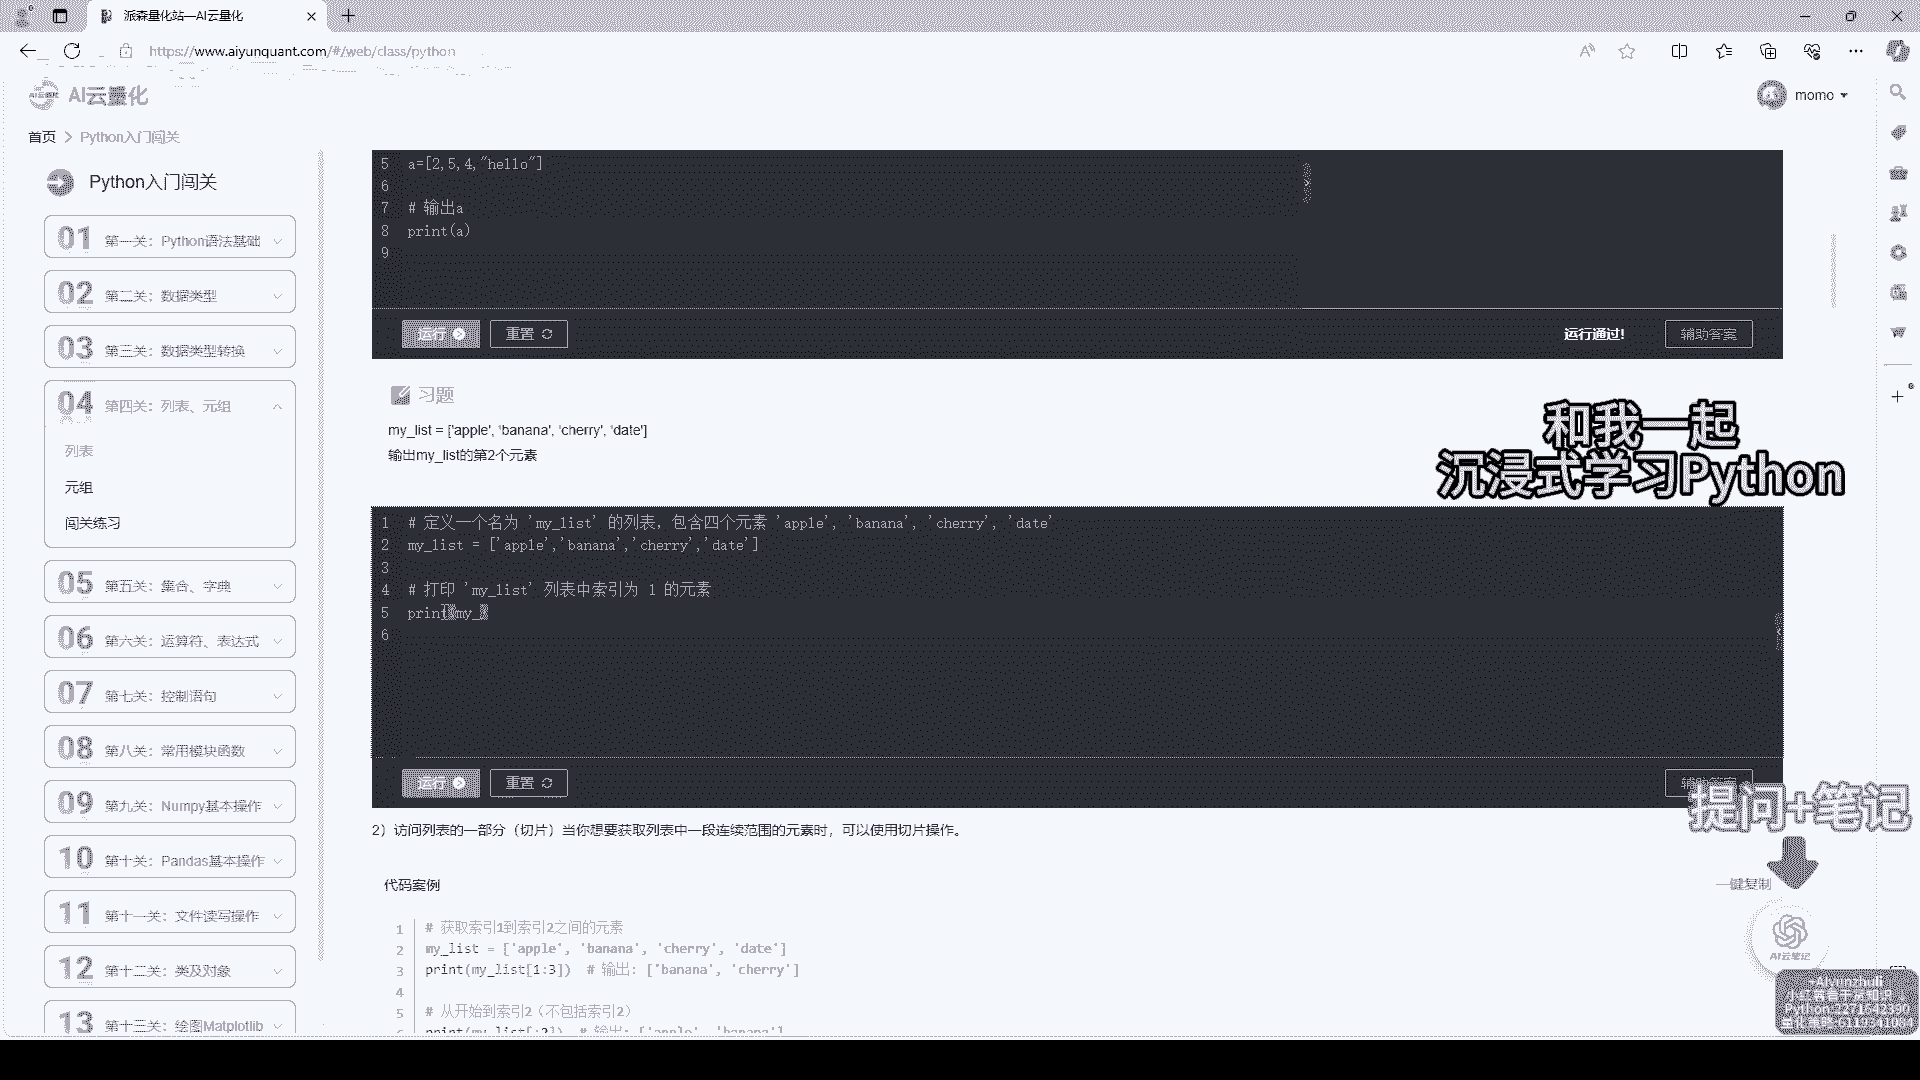 派森量化站—AI云量化
https://www.aiyunquant.com/#/web/class/python
AI云量化
momo
首页 > Python入门闯关
Python入门闯关
01 第一关：Python语法基础
02 第二关：数据类型
03 第三关：数据类型转换
04 第四关：列表、元组
列表
元组
闯关练习
05 第五关：集合、字典
06 第六关：运算符、表达式
07 第七关：控制语句
08 第八关：常用模块函数
09 第九关：Numpy基本操作
10 第十关：Pandas基本操作
11 第十一关：文件读写操作
12 第十二关：类及对象
13 第十三关：绘图Matplotlib
5 a=[2,5,4,"hello"]
6
7 # 输出a
8 print(a)
9
运行 重置 运行通过! 辅助答案
习题
my_list = ['apple', 'banana', 'cherry', 'date']
输出my_list的第2个元素
和我一起
沉浸式学习Python
1 # 定义一个名为 'my_list' 的列表，包含四个元素 'apple', 'banana', 'cherry', 'date'
2 my_list = ['apple','banana','cherry','date']
3
4 # 打印 'my_list' 列表中索引为 1 的元素
5 print(my_)
6
运行 重置 辅助答案
提问+笔记
2）访问列表的一部分（切片）当你想要获取列表中一段连续范围的元素时，可以使用切片操作。
代码案例
一键复制
1 # 获取索引1到索引2之间的元素
2 my_list = ['apple', 'banana', 'cherry', 'date']
3 print(my_list[1:3]) # 输出: ['banana', 'cherry']
4
5 # 从开始到索引2（不包括索引2）
print(my_list[:2]) # 输出: ['apple', 'banana']
AI云笔记